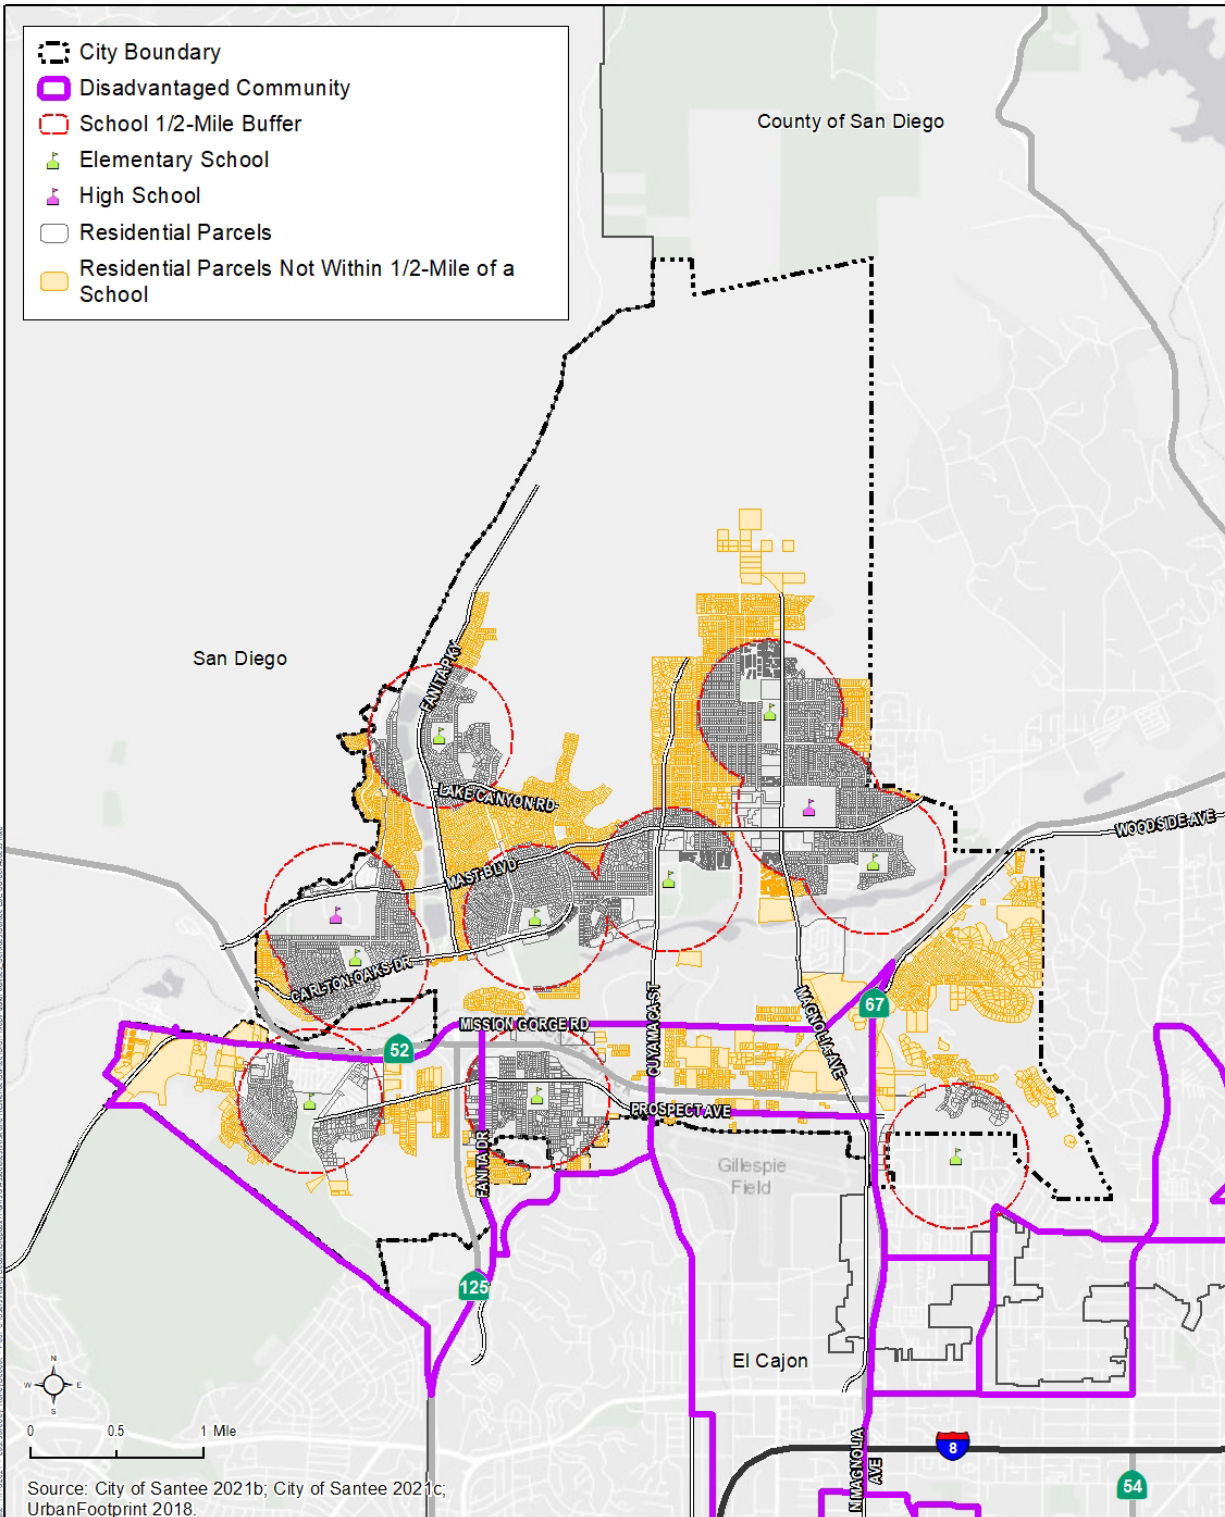 City Boundary
Disadvantaged Community
School 1/2-Mile Buffer
Elementary School
High School
Residential Parcels
Residential Parcels Not Within 1/2-Mile of a
School
County of San Diego
San Diego
FANITA PKY
LAKE CANYON RD
MAST BLVD
WOODSIDE AVE
CARLTON OAKS DR
MISSION GORGE RD
CUYAMACA ST
MAGNOLIA AVE
67
52
PROSPECT AVE
FANITA DR
Gillespie
Field
125
El Cajon
N MAGNOLIA
AVE
8
54
N
W
E
S
0
0.5
1 Mile
Source: City of Santee 2021b; City of Santee 2021c;
UrbanFootprint 2018.